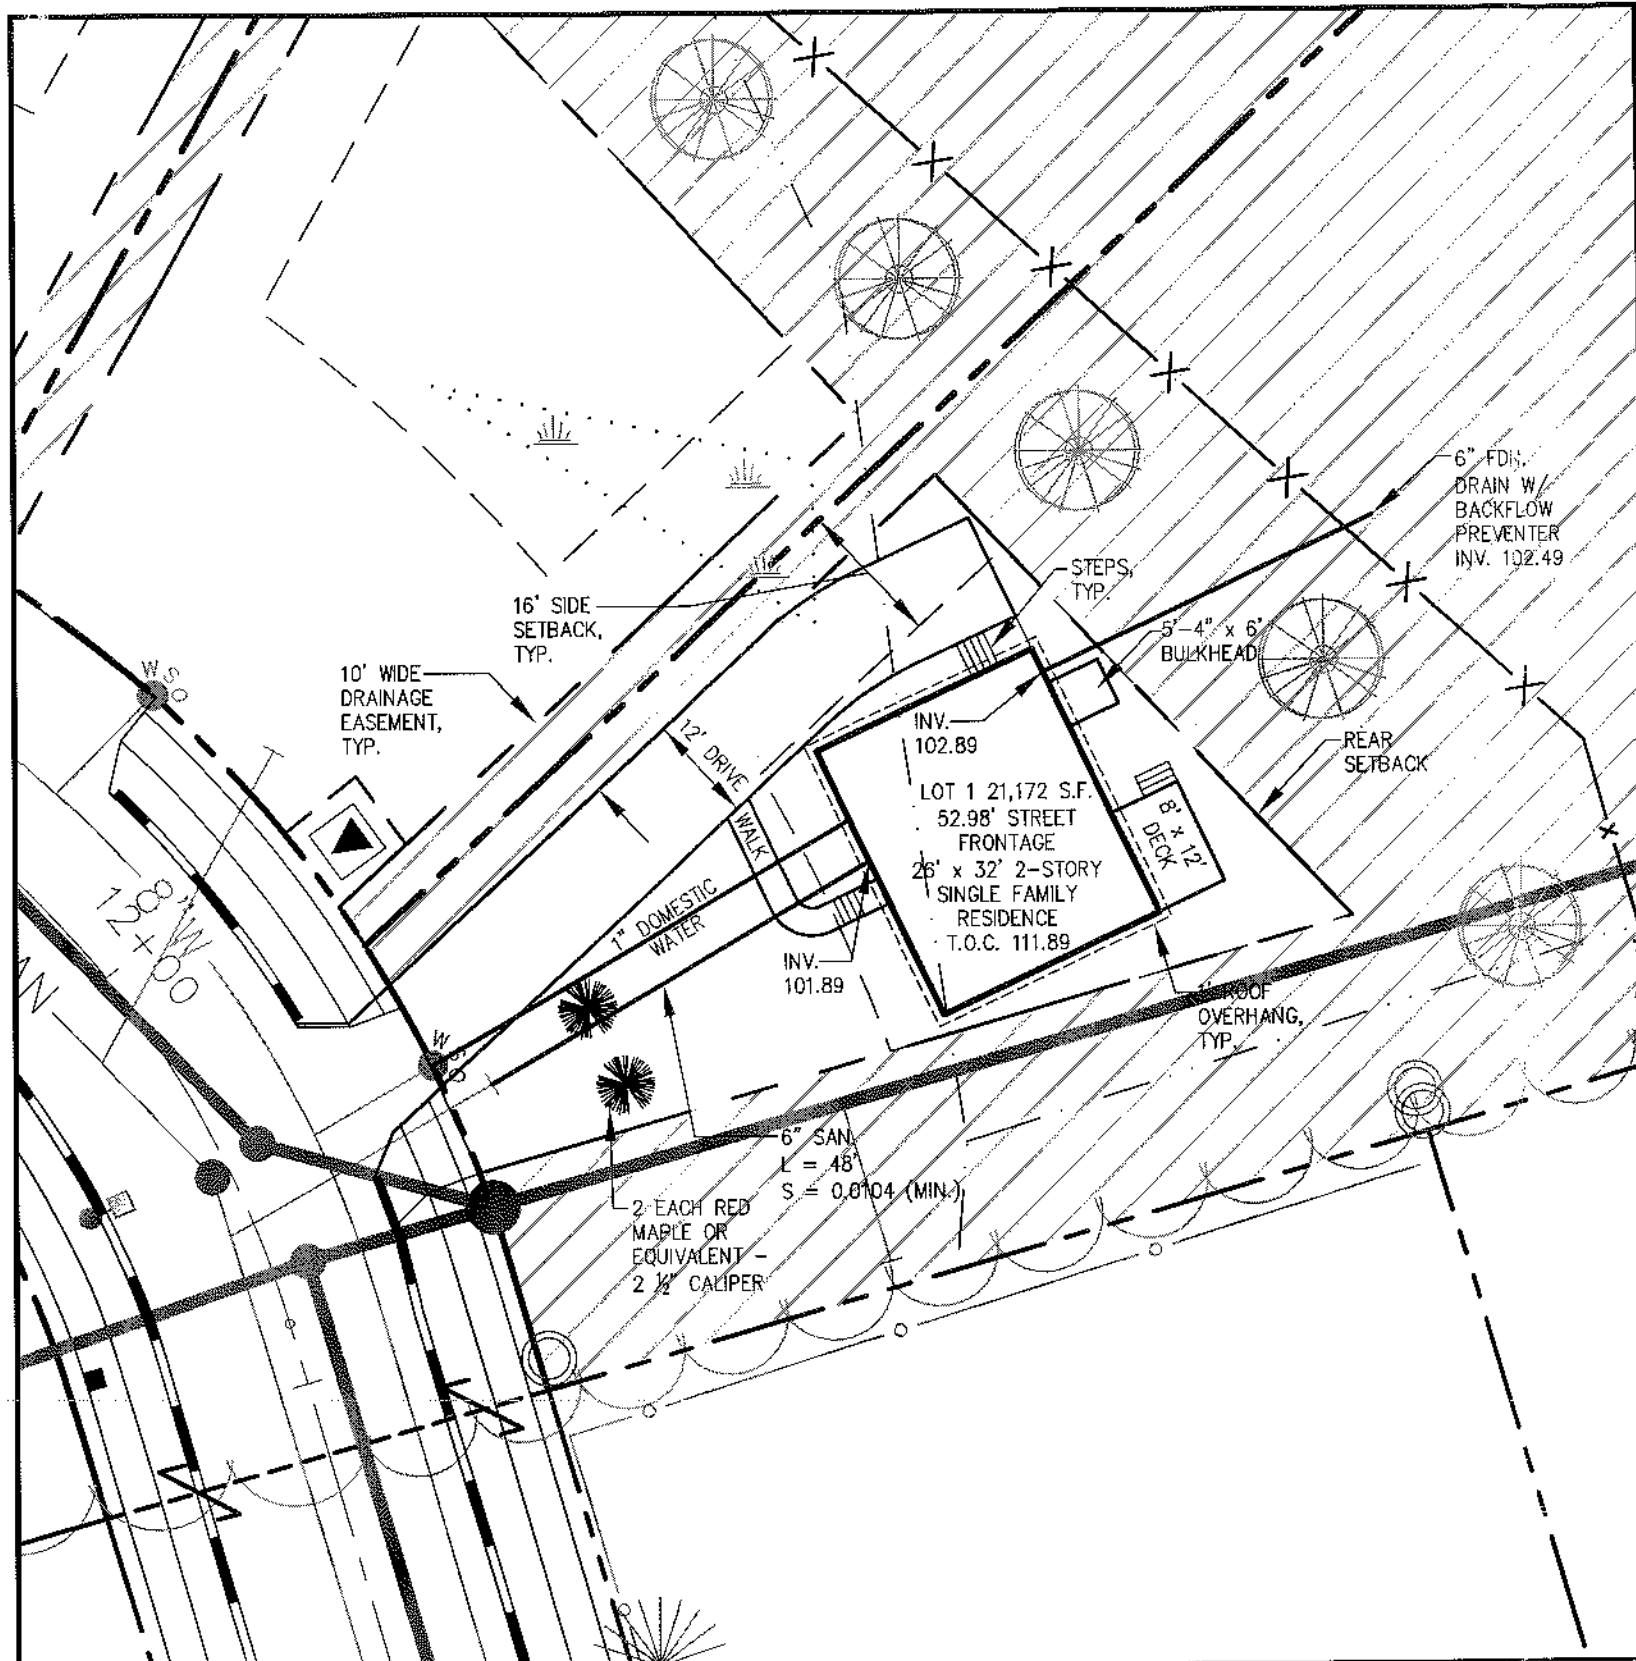 6" FDN.
DRAIN W/
BACKFLOW
PREVENTER
INV. 102.49
STEPS,
TYP.
16' SIDE
SETBACK,
TYP.
5'-4" x 6'
BULKHEAD
10' WIDE
DRAINAGE
EASEMENT,
TYP.
W S O
12' DRIVE
INV.
102.89
REAR
SETBACK
LOT 1 21,172 S.F.
52.98' STREET
FRONTAGE
26' x 32' 2-STORY
SINGLE FAMILY
RESIDENCE
T.O.C. 111.89
8' x 12'
DECK
WALK
1" DOMESTIC
WATER
INV.
101.89
8" W
12+00
1' ROOF
OVERHANG,
TYP.
W S O
6" SAN.
L = 48'
S = 0.0104 (MIN.)
2 EACH RED
MAPLE OR
EQUIVALENT -
2 ½" CALIPER